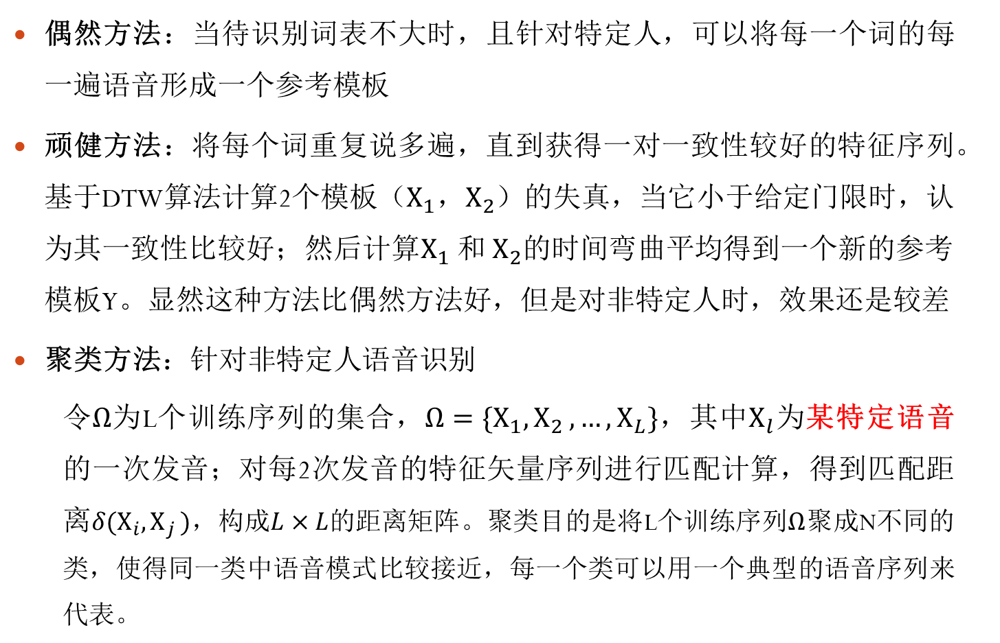 • 偶然方法：当待识别词表不大时，且针对特定人，可以将每一个词的每
一遍语音形成一个参考模板
• 顽健方法：将每个词重复说多遍，直到获得一对一致性较好的特征序列。
基于DTW算法计算2个模板（X₁，X₂）的失真，当它小于给定门限时，认
为其一致性比较好；然后计算X₁ 和 X₂的时间弯曲平均得到一个新的参考
模板Y。显然这种方法比偶然方法好，但是对非特定人时，效果还是较差
• 聚类方法：针对非特定人语音识别
令Ω为L个训练序列的集合，Ω = {X₁, X₂ , … , X_L}，其中X_l为某特定语音
的一次发音；对每2次发音的特征矢量序列进行匹配计算，得到匹配距
离δ(X_i, X_j )，构成L × L的距离矩阵。聚类目的是将L个训练序列Ω聚成N不同的
类，使得同一类中语音模式比较接近，每一个类可以用一个典型的语音序列来
代表。